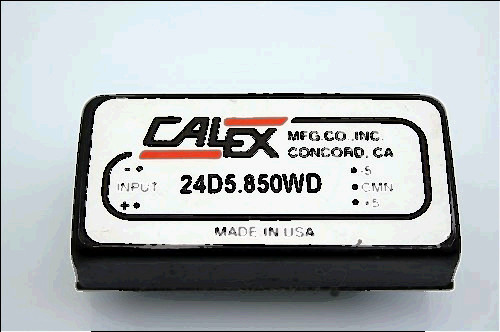 CALEX MFG.CO.,INC.
CONCORD, CA
- -5
INPUT 24D5.850WD CMN
+ +5
MADE IN USA